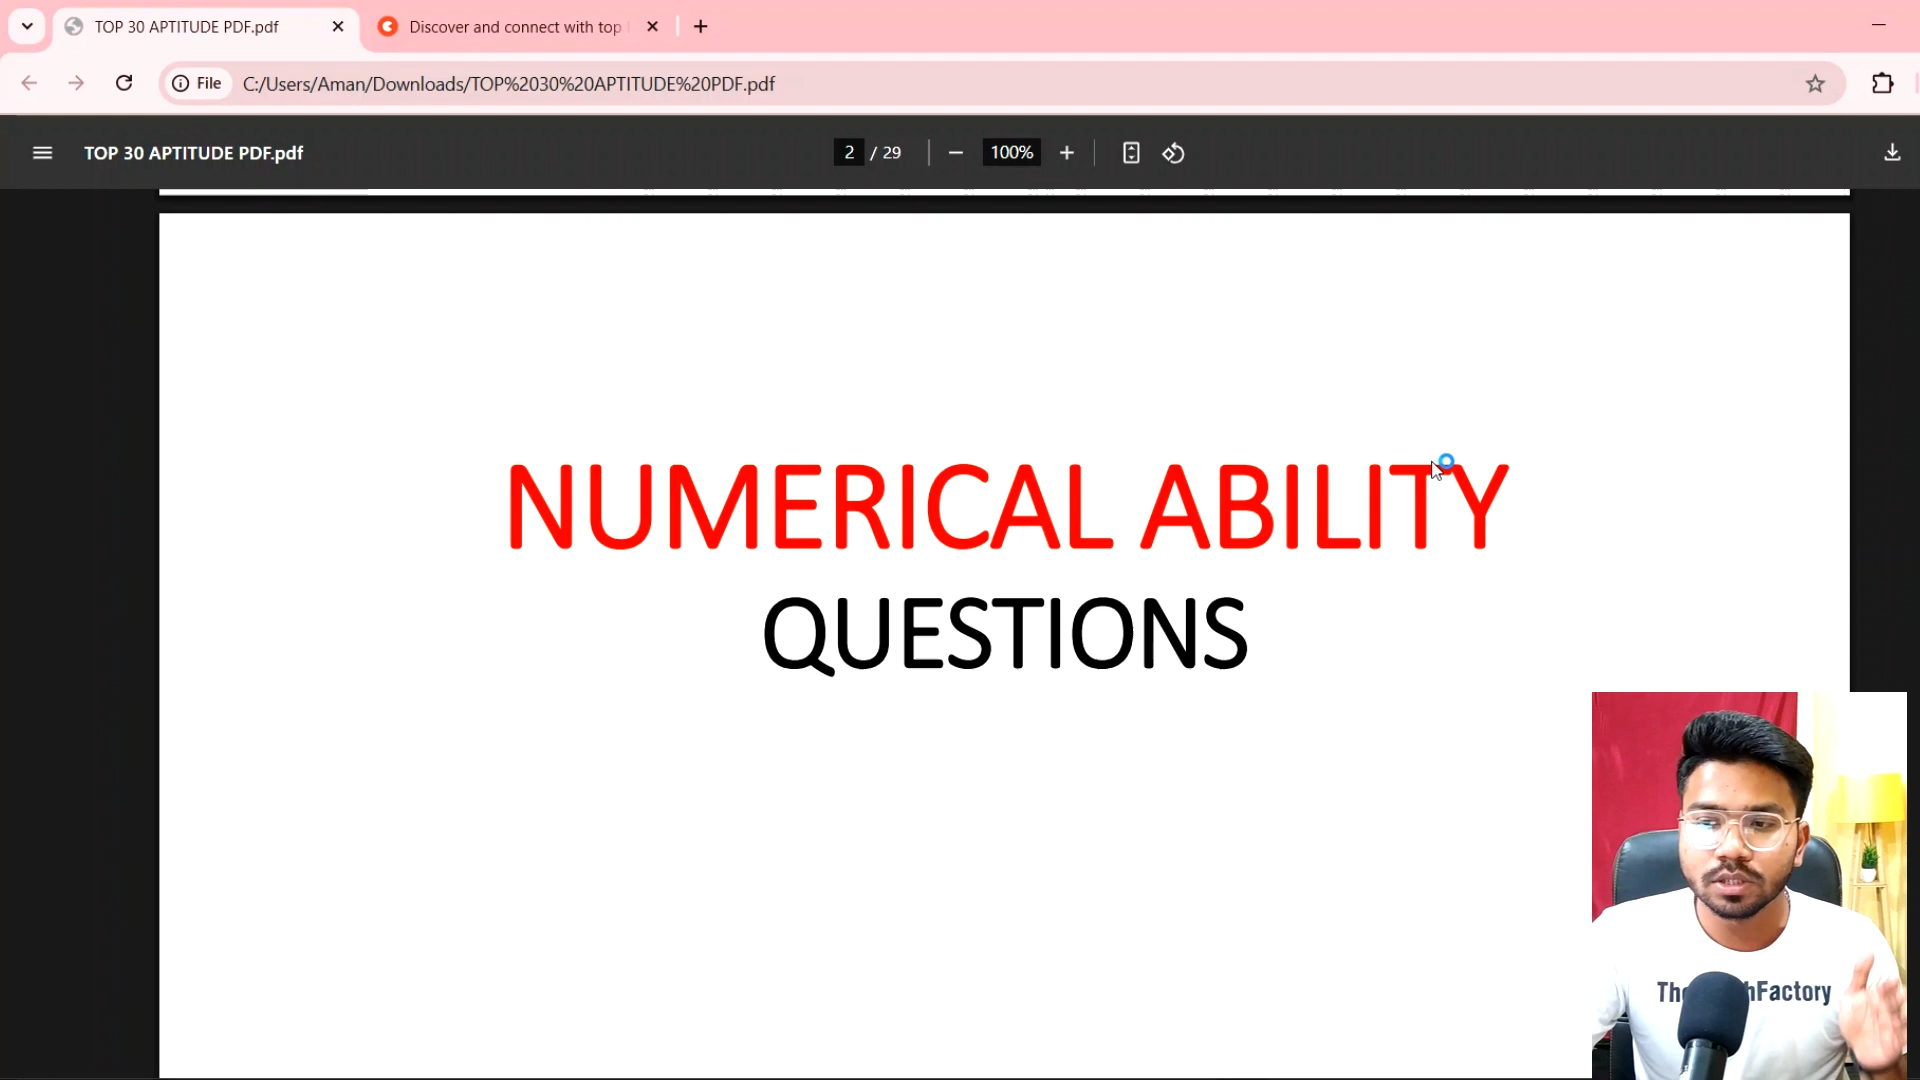 TOP 30 APTITUDE PDF.pdf
Discover and connect with top
File
C:/Users/Aman/Downloads/TOP%2030%20APTITUDE%20PDF.pdf
TOP 30 APTITUDE PDF.pdf
2 / 29
100%
NUMERICAL ABILITY
QUESTIONS